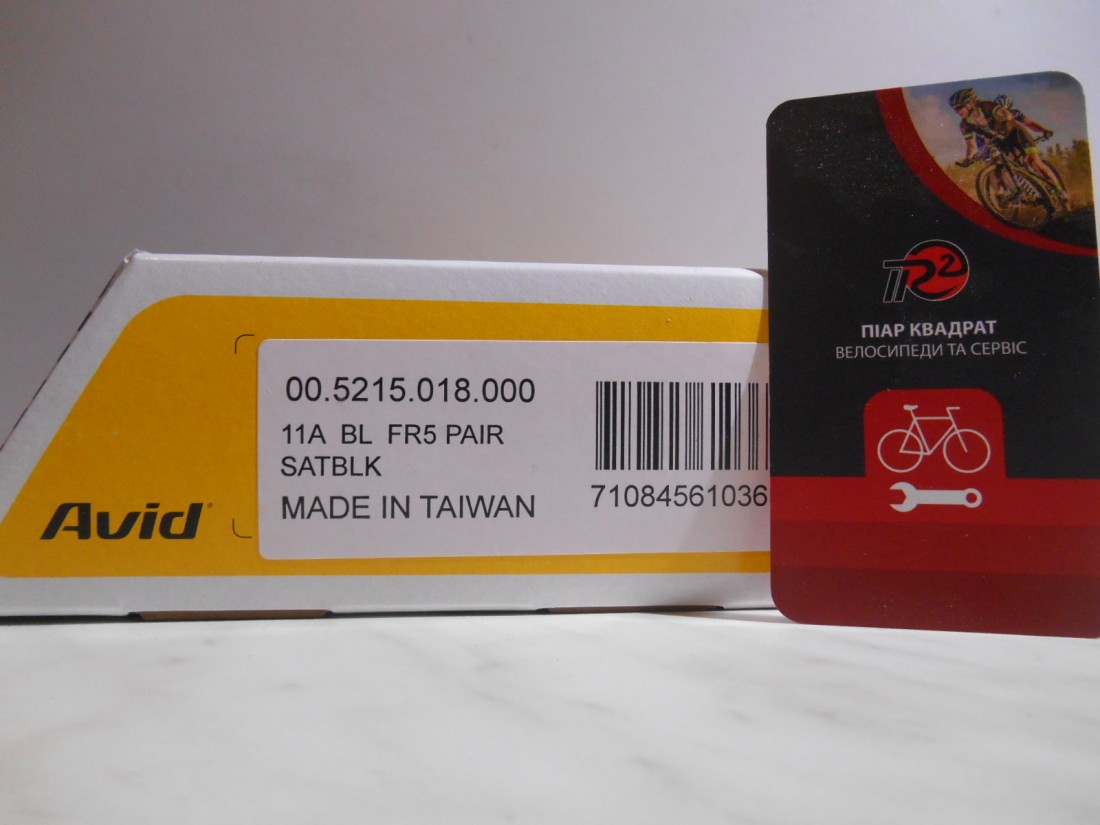 Avid
00.5215.018.000
11A BL FR5 PAIR
SATBLK
MADE IN TAIWAN
71084561036
R2
ПІАР КВАДРАТ
ВЕЛОСИПЕДИ ТА СЕРВІС